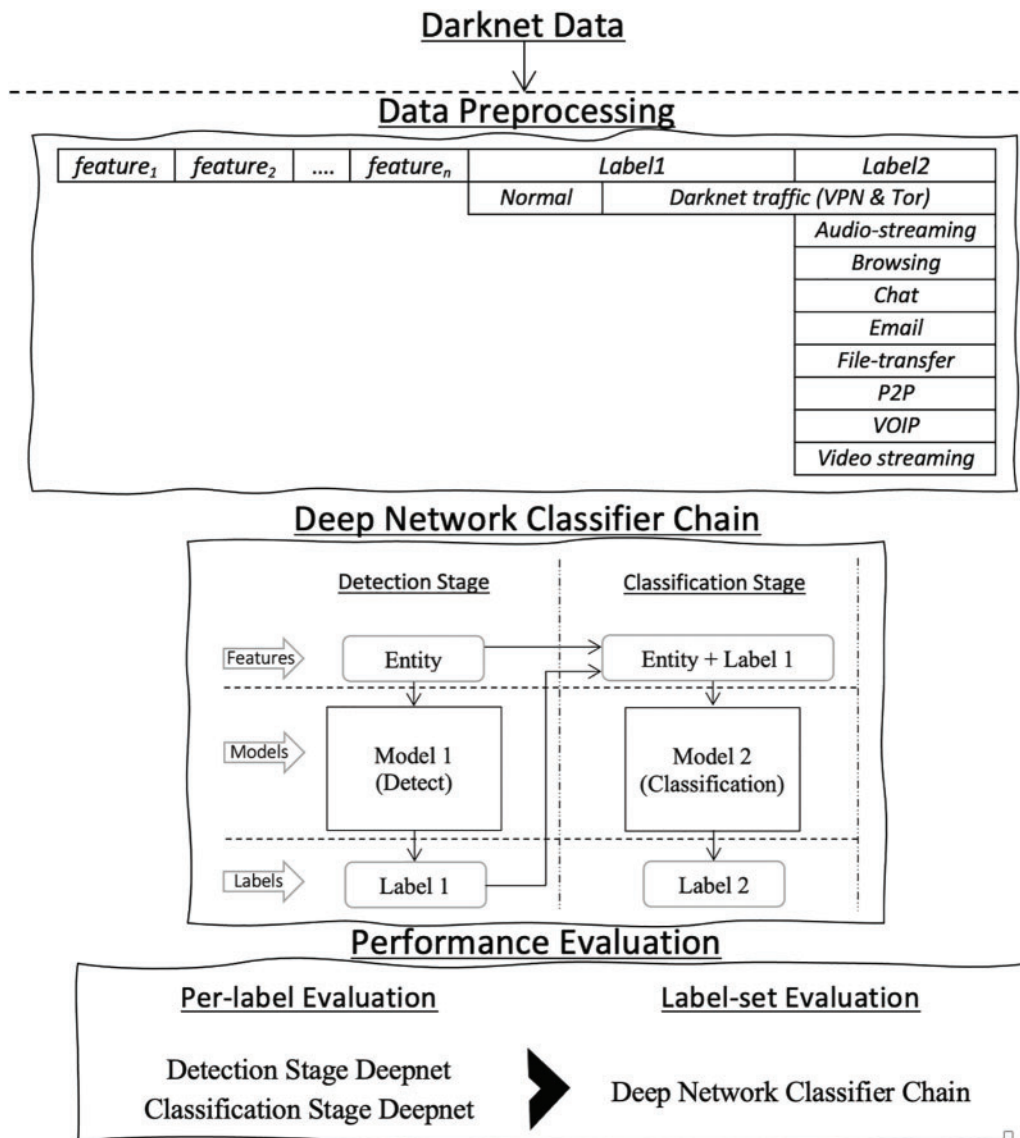 Darknet Data
Data Preprocessing
feature₁ feature₂ .... featureₙ Label1 Label2
Normal Darknet traffic (VPN & Tor)
Audio-streaming
Browsing
Chat
Email
File-transfer
P2P
VOIP
Video streaming
Deep Network Classifier Chain
Detection Stage Classification Stage
Features Entity Entity + Label 1
Models Model 1 Model 2
(Detect) (Classification)
Labels Label 1 Label 2
Performance Evaluation
Per-label Evaluation Label-set Evaluation
Detection Stage Deepnet
Classification Stage Deepnet
Deep Network Classifier Chain